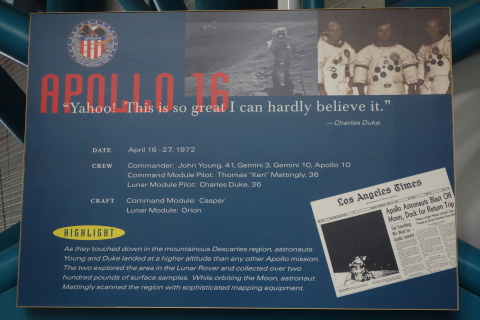 APOLLO 16
“Yahoo! This is so great I can hardly believe it.”
— Charles Duke
DATE April 16 - 27, 1972
CREW Commander: John Young, 41, Gemini 3, Gemini 10, Apollo 10
Command Module Pilot: Thomas “Ken” Mattingly, 36
Lunar Module Pilot: Charles Duke, 36
CRAFT Command Module: Casper
Lunar Module: Orion
HIGHLIGHT
As they touched down in the mountainous Descartes region, astronauts
Young and Duke landed at a higher altitude than any other Apollo mission.
The two explored the area in the Lunar Rover and collected over two
hundred pounds of surface samples. While orbiting the Moon, astronaut
Mattingly scanned the region with sophisticated mapping equipment.
Los Angeles Times
Apollo Astronauts Blast Off
Moon, Dock for Return Trip